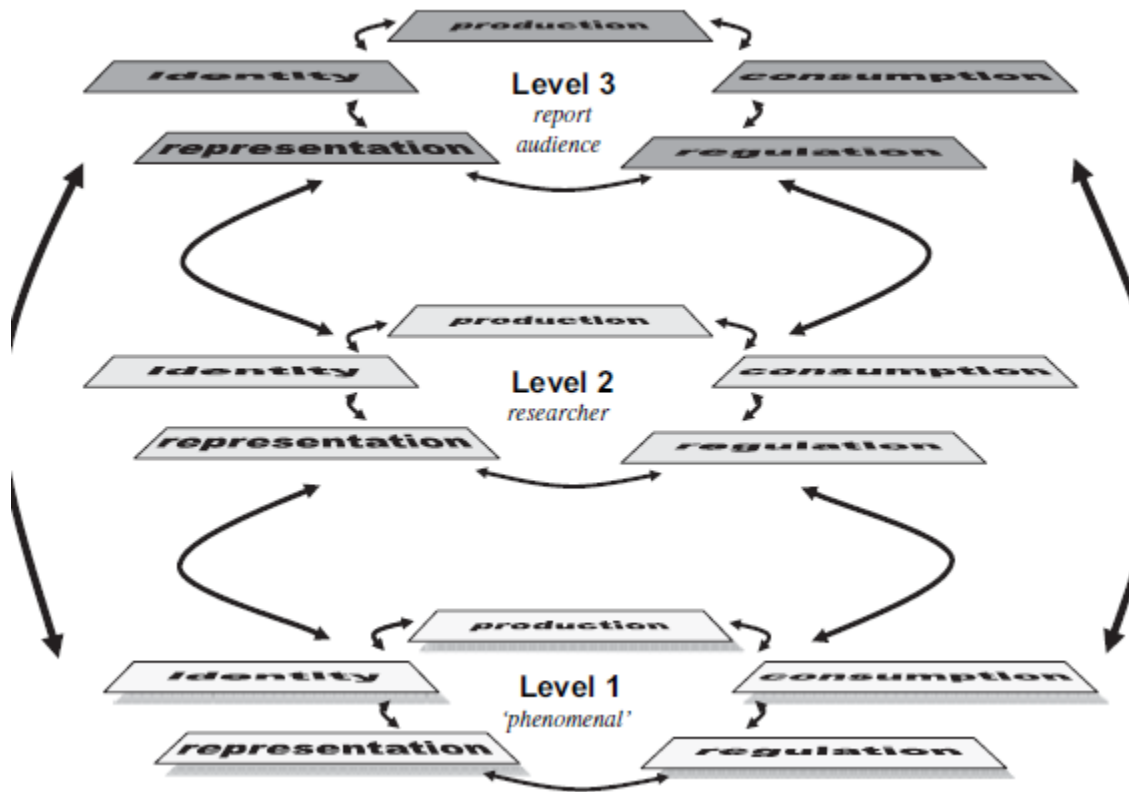 production
Identity
consumption
Level 3
report
audience
representation
regulation
production
Identity
consumption
Level 2
researcher
representation
regulation
production
Identity
consumption
Level 1
'phenomenal'
representation
regulation